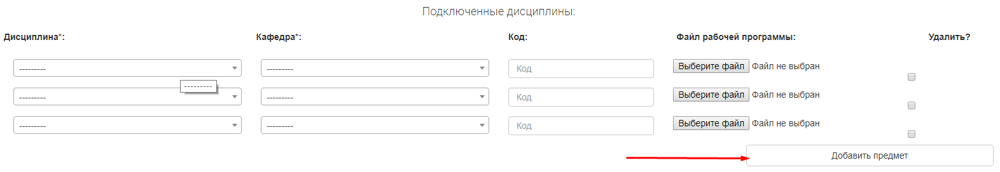 Подключенные дисциплины:
Дисциплина*: Кафедра*: Код: Файл рабочей программы: Удалить?
--------- --------- Код Выберите файл Файл не выбран
---------
--------- --------- Код Выберите файл Файл не выбран
--------- --------- Код Выберите файл Файл не выбран
Добавить предмет